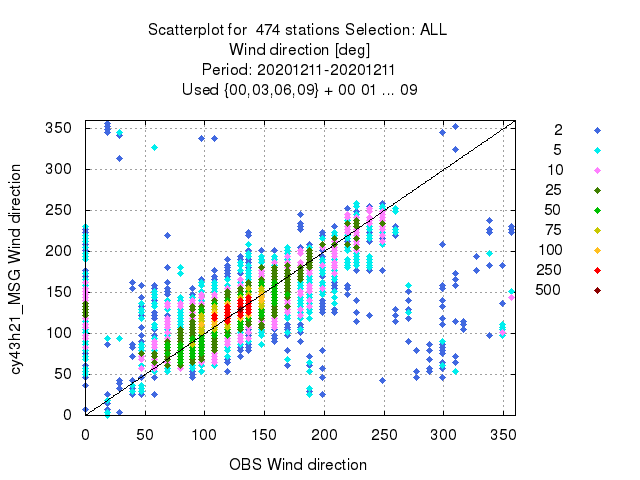 Scatterplot for  474 stations Selection: ALL
Wind direction [deg]
Period: 20201211-20201211
Used {00,03,06,09} + 00 01 ... 09
cy43h21_MSG Wind direction
350
300
250
200
150
100
50
0
0 50 100 150 200 250 300 350
OBS Wind direction
2
5
10
25
50
75
100
250
500